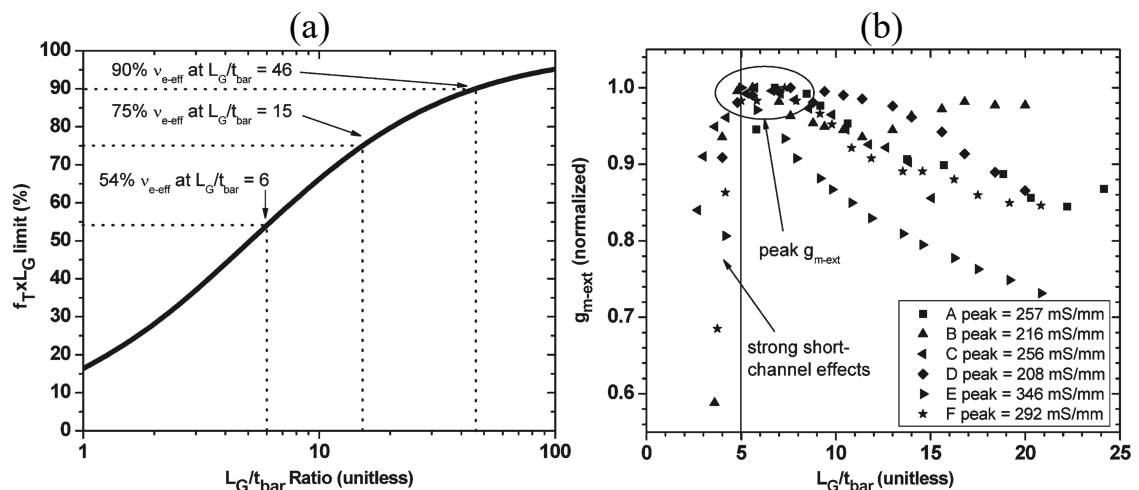 (a)
100
90
80
70
60
50
40
30
20
10
0
f_T x L_G limit (%)
90% ν_e-eff at L_G/t_bar = 46
75% ν_e-eff at L_G/t_bar = 15
54% ν_e-eff at L_G/t_bar = 6
1
10
100
L_G/t_bar Ratio (unitless)
(b)
1.0
0.9
0.8
0.7
0.6
g_m-ext (normalized)
peak g_m-ext
strong short-
channel effects
A peak = 257 mS/mm
B peak = 216 mS/mm
C peak = 256 mS/mm
D peak = 208 mS/mm
E peak = 346 mS/mm
F peak = 292 mS/mm
0
5
10
15
20
25
L_G/t_bar (unitless)